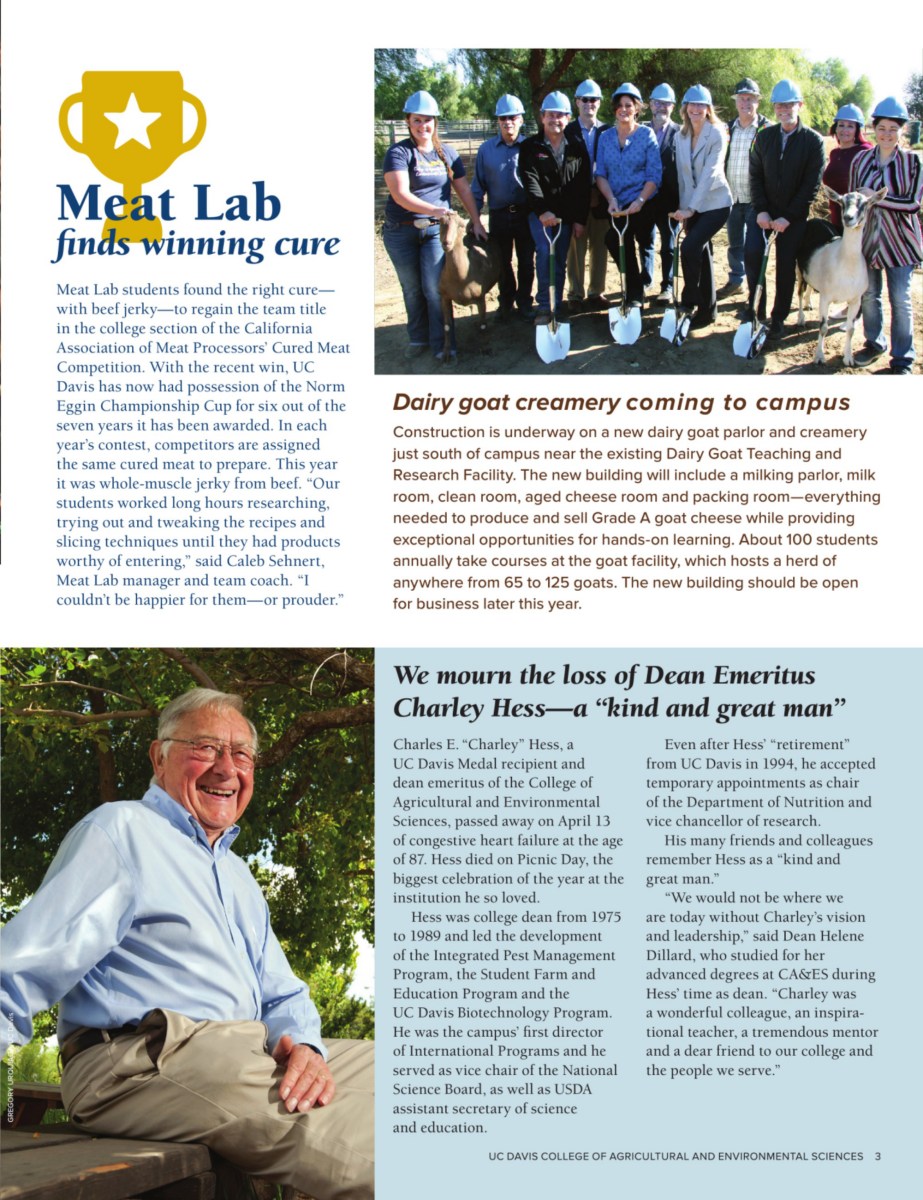 Meat Lab
finds winning cure
Meat Lab students found the right cure—
with beef jerky—to regain the team title
in the college section of the California
Association of Meat Processors’ Cured Meat
Competition. With the recent win, UC
Davis has now had possession of the Norm
Eggin Championship Cup for six out of the
seven years it has been awarded. In each
year’s contest, competitors are assigned
the same cured meat to prepare. This year
it was whole-muscle jerky from beef. “Our
students worked long hours researching,
trying out and tweaking the recipes and
slicing techniques until they had products
worthy of entering,” said Caleb Sehnert,
Meat Lab manager and team coach. “I
couldn’t be happier for them—or prouder.”
Dairy goat creamery coming to campus
Construction is underway on a new dairy goat parlor and creamery
just south of campus near the existing Dairy Goat Teaching and
Research Facility. The new building will include a milking parlor, milk
room, clean room, aged cheese room and packing room—everything
needed to produce and sell Grade A goat cheese while providing
exceptional opportunities for hands-on learning. About 100 students
annually take courses at the goat facility, which hosts a herd of
anywhere from 65 to 125 goats. The new building should be open
for business later this year.
We mourn the loss of Dean Emeritus
Charley Hess—a “kind and great man”
Charles E. “Charley” Hess, a
UC Davis Medal recipient and
dean emeritus of the College of
Agricultural and Environmental
Sciences, passed away on April 13
of congestive heart failure at the age
of 87. Hess died on Picnic Day, the
biggest celebration of the year at the
institution he so loved.
Hess was college dean from 1975
to 1989 and led the development
of the Integrated Pest Management
Program, the Student Farm and
Education Program and the
UC Davis Biotechnology Program.
He was the campus’ first director
of International Programs and he
served as vice chair of the National
Science Board, as well as USDA
assistant secretary of science
and education.
Even after Hess’ “retirement”
from UC Davis in 1994, he accepted
temporary appointments as chair
of the Department of Nutrition and
vice chancellor of research.
His many friends and colleagues
remember Hess as a “kind and
great man.”
“We would not be where we
are today without Charley’s vision
and leadership,” said Dean Helene
Dillard, who studied for her
advanced degrees at CA&ES during
Hess’ time as dean. “Charley was
a wonderful colleague, an inspira-
tional teacher, a tremendous mentor
and a dear friend to our college and
the people we serve.”
GREGORY
UC DAVIS COLLEGE OF AGRICULTURAL AND ENVIRONMENTAL SCIENCES 3